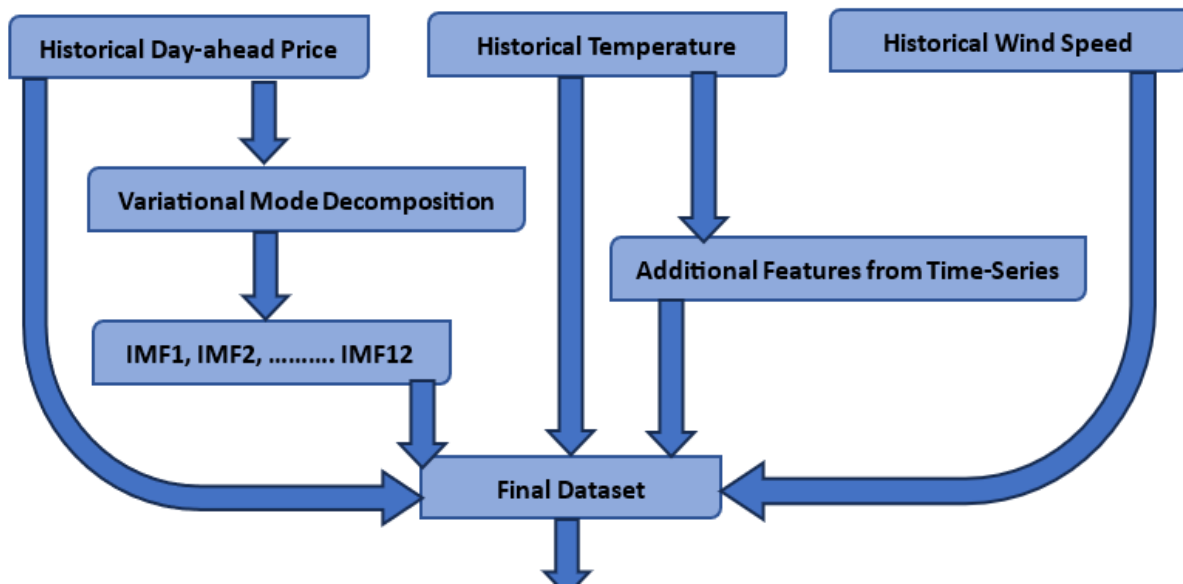 Historical Day-ahead Price
Historical Temperature
Historical Wind Speed
Variational Mode Decomposition
Additional Features from Time-Series
IMF1, IMF2, .......... IMF12
Final Dataset